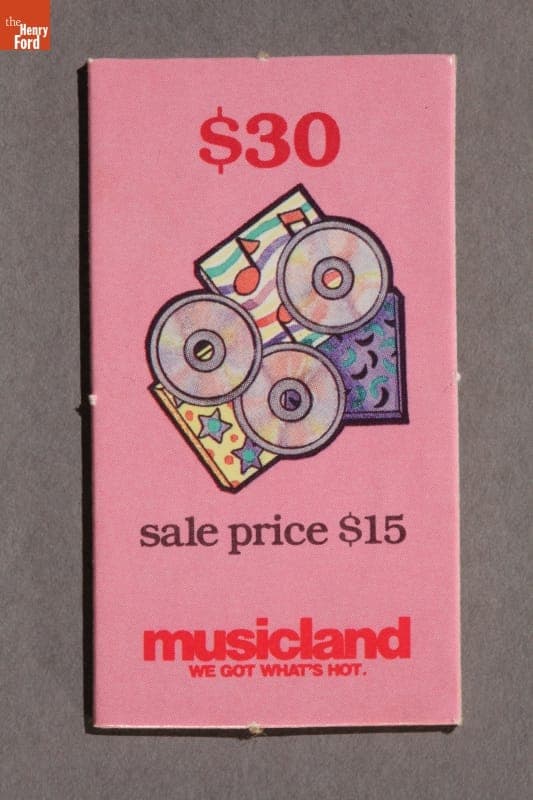 the
Henry
Ford
$30
sale price $15
musicland
WE GOT WHAT'S HOT.